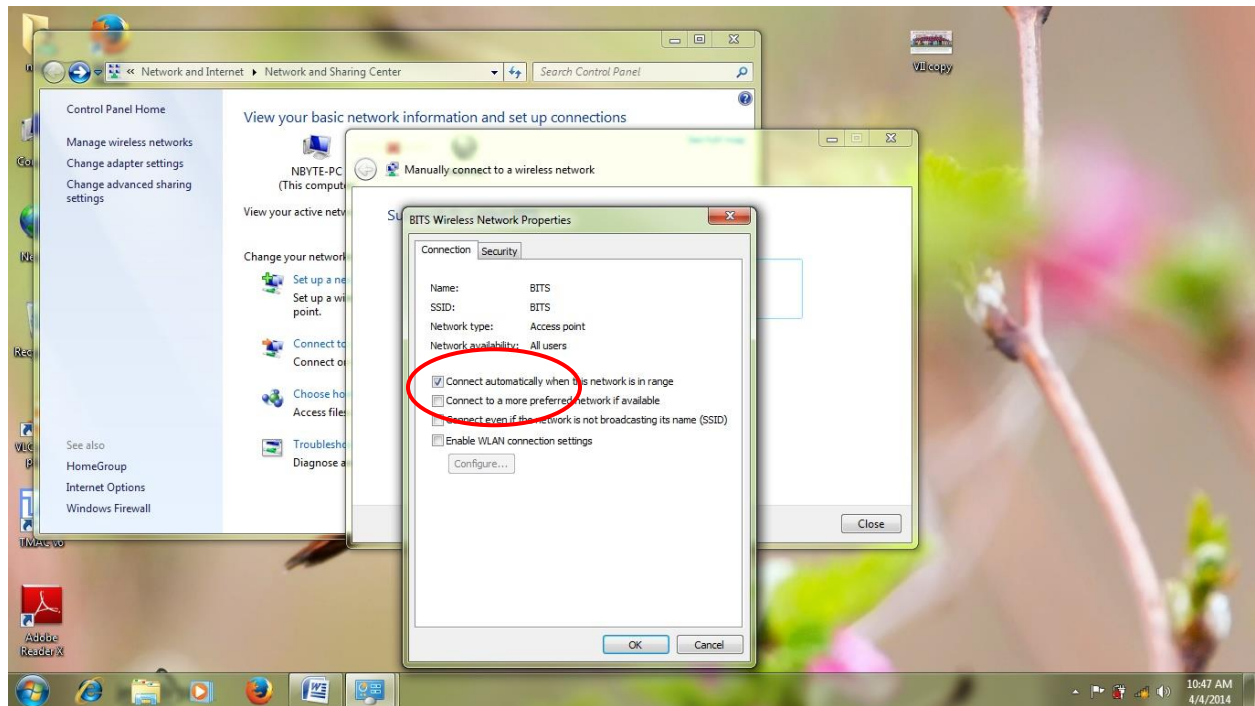 VII copy
« Network and Internet ▸ Network and Sharing Center
Search Control Panel
Control Panel Home
Manage wireless networks
Change adapter settings
Change advanced sharing
settings
See also
HomeGroup
Internet Options
Windows Firewall
View your basic network information and set up connections
NBYTE-PC
(This compute
View your active netw
Change your network
Set up a ne
Set up a wi
point.
Connect to
Connect or
Choose ho
Access files
Troublesho
Diagnose a
Manually connect to a wireless network
Su
Close
BITS Wireless Network Properties
Connection
Security
Name: BITS
SSID: BITS
Network type: Access point
Network availability: All users
Connect automatically when this network is in range
Connect to a more preferred network if available
Connect even if the network is not broadcasting its name (SSID)
Enable WLAN connection settings
Configure...
OK
Cancel
Adobe
Reader X
10:47 AM
4/4/2014